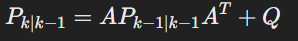 P_{k|k-1} = AP_{k-1|k-1}A^T + Q